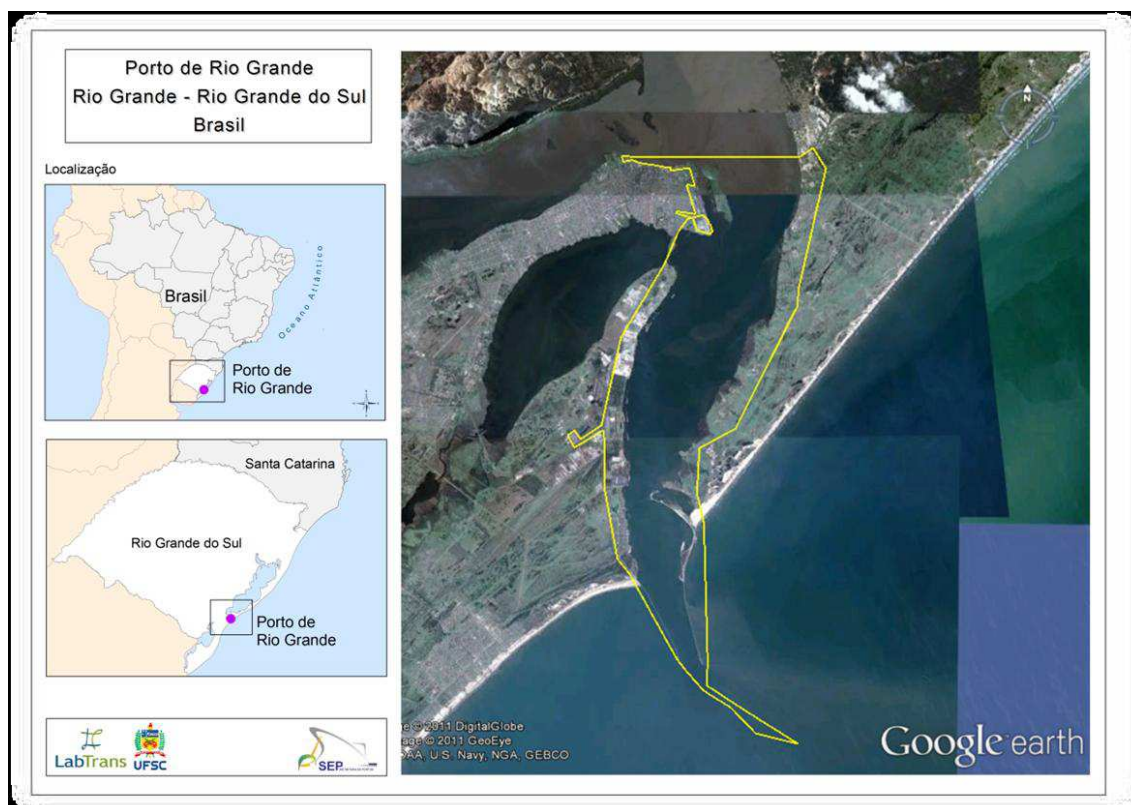 Porto de Rio Grande
Rio Grande - Rio Grande do Sul
Brasil
Localização
Brasil
Oceano Atlântico
Porto de
Rio Grande
Santa Catarina
Rio Grande do Sul
Porto de
Rio Grande
LabTrans
UFSC
SEP
N
© 2011 DigitalGlobe
© 2011 GeoEye
U.S. Navy, NGA, GEBCO
Google earth